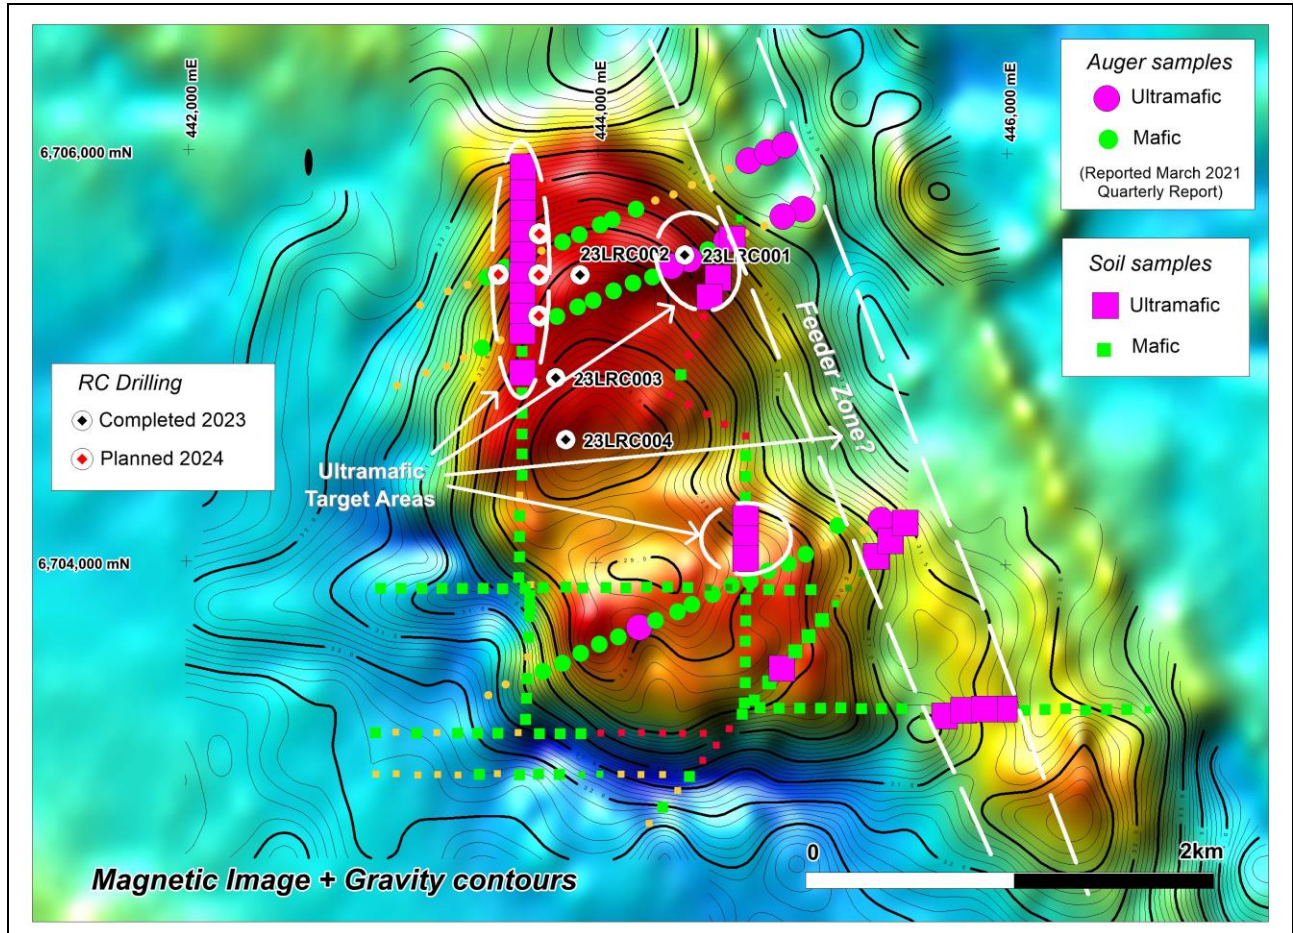 442,000 mE
444,000 mE
446,000 mE
6,706,000 mN
6,704,000 mN
Auger samples
Ultramafic
Mafic
(Reported March 2021
Quarterly Report)
Soil samples
Ultramafic
Mafic
RC Drilling
Completed 2023
Planned 2024
23LRC002
23LRC001
23LRC003
23LRC004
Feeder Zone?
Ultramafic
Target Areas
Magnetic Image + Gravity contours
0
2km